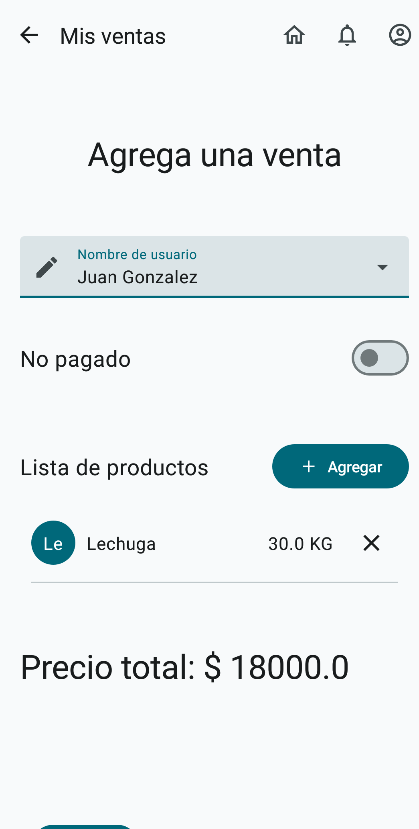 Mis ventas
Agrega una venta
Nombre de usuario
Juan Gonzalez
No pagado
Lista de productos
+ Agregar
Le Lechuga 30.0 KG
Precio total: $ 18000.0